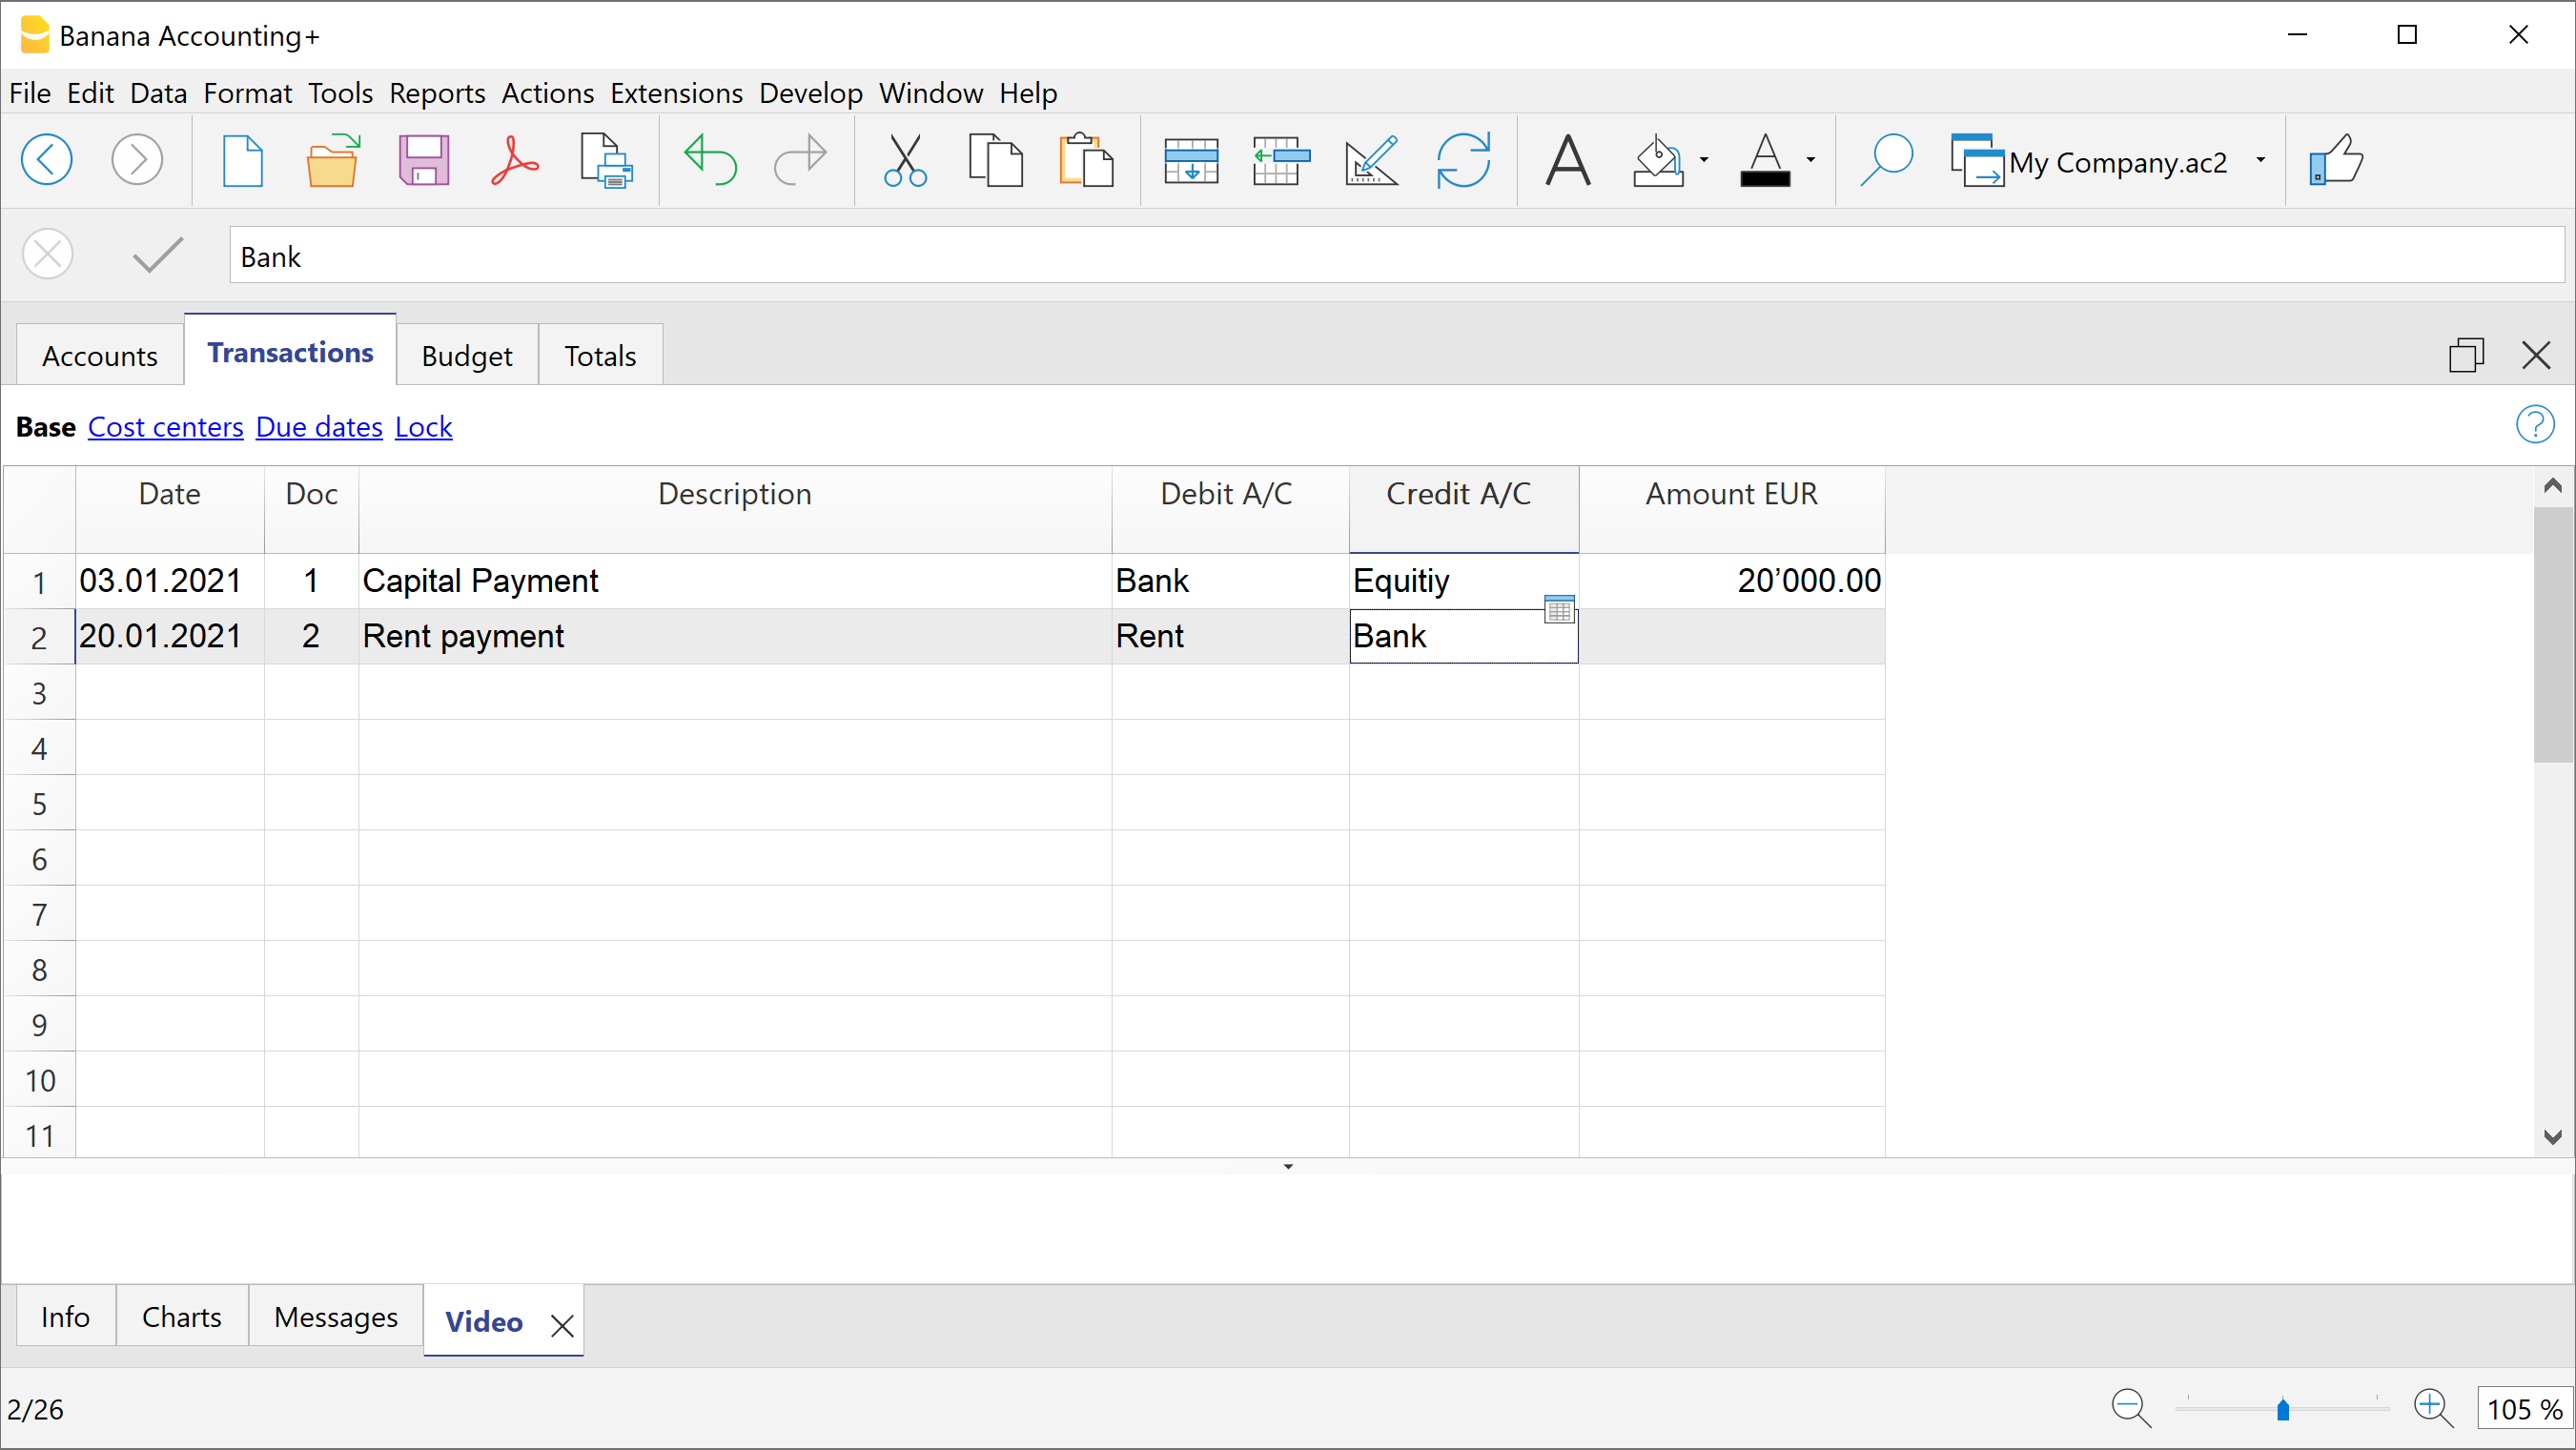 Banana Accounting+
File Edit Data Format Tools Reports Actions Extensions Develop Window Help
My Company.ac2
Bank
Accounts Transactions Budget Totals
Base Cost centers Due dates Lock
Date Doc Description Debit A/C Credit A/C Amount EUR
1 03.01.2021 1 Capital Payment Bank Equitiy 20’000.00
2 20.01.2021 2 Rent payment Rent Bank
3
4
5
6
7
8
9
10
11
Info Charts Messages Video
2/26 105 %